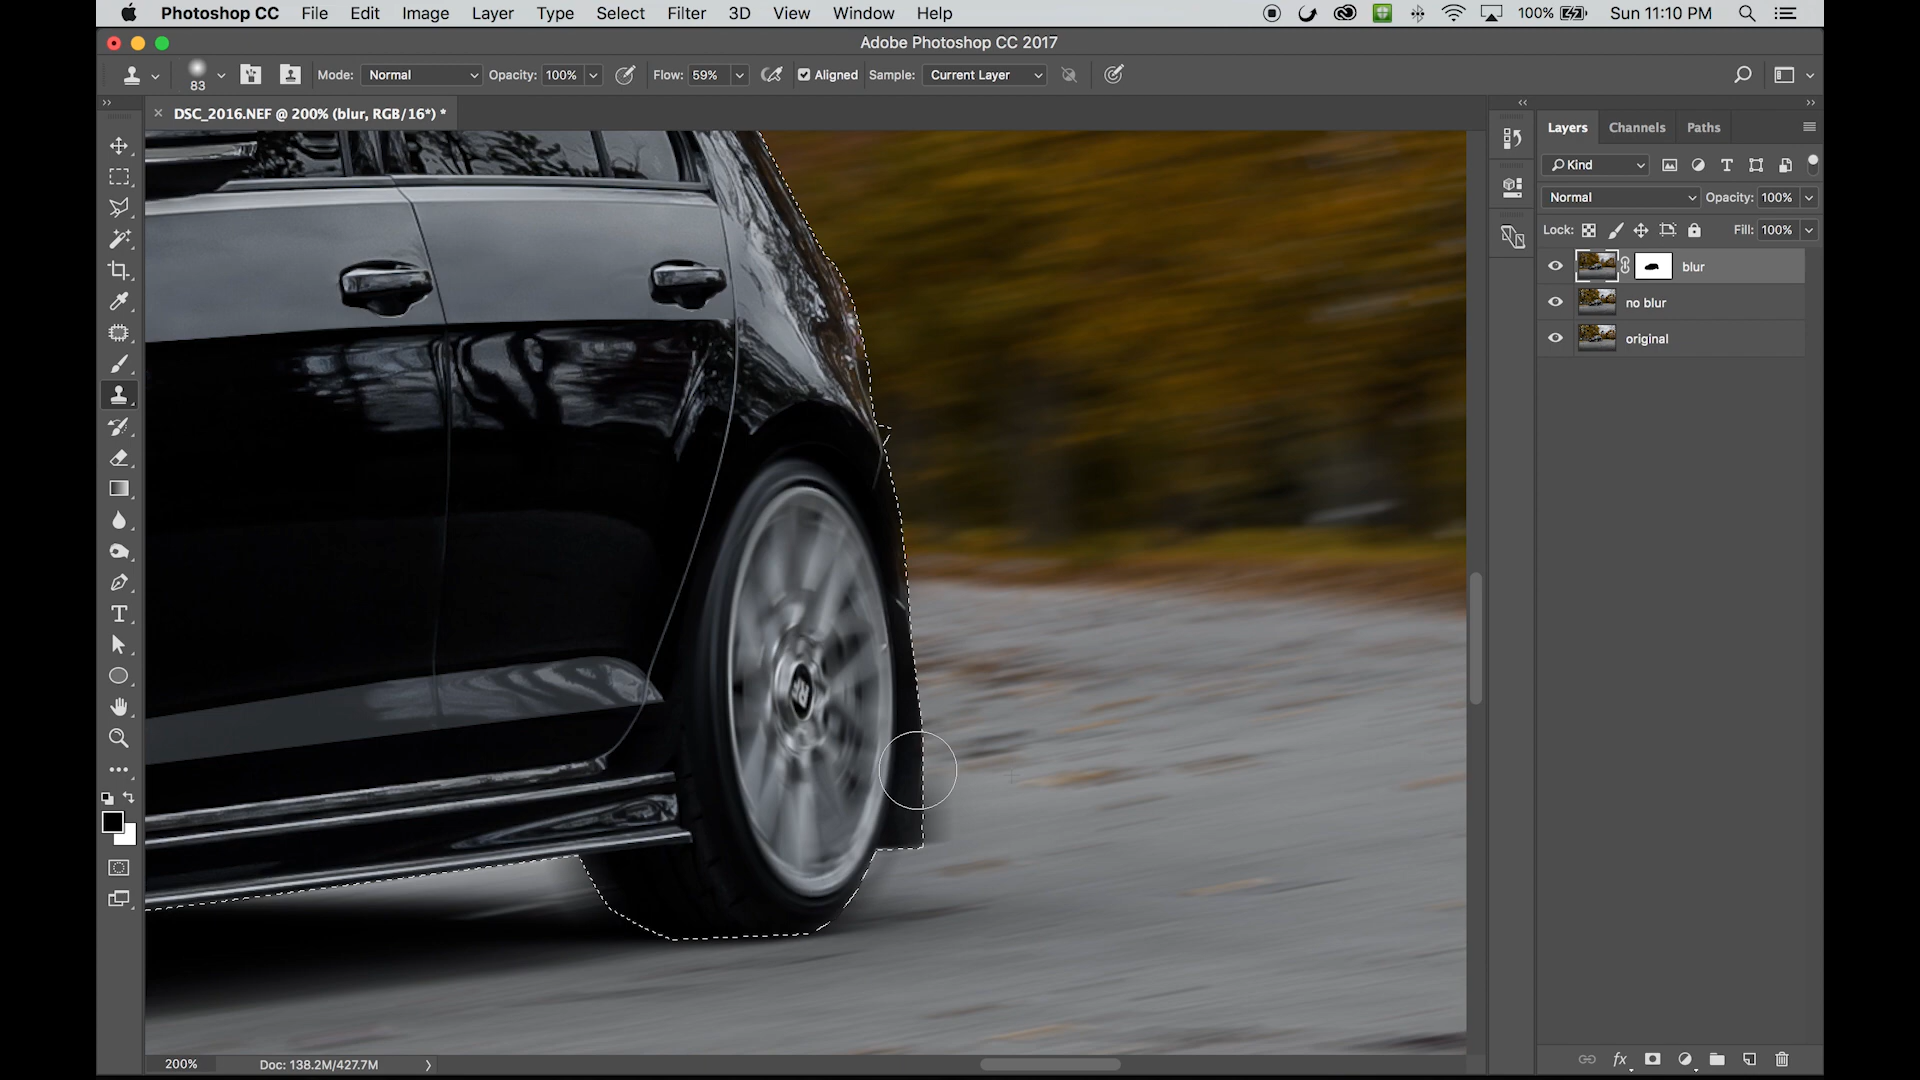 Photoshop CC File Edit Image Layer Type Select Filter 3D View Window Help 100% Sun 11:10 PM
Adobe Photoshop CC 2017
83 Mode: Normal Opacity: 100% Flow: 59% Aligned Sample: Current Layer
DSC_2016.NEF @ 200% (blur, RGB/16*) *
Layers Channels Paths
Kind
Normal Opacity: 100%
Lock: Fill: 100%
blur
no blur
original
200% Doc: 138.2M/427.7M